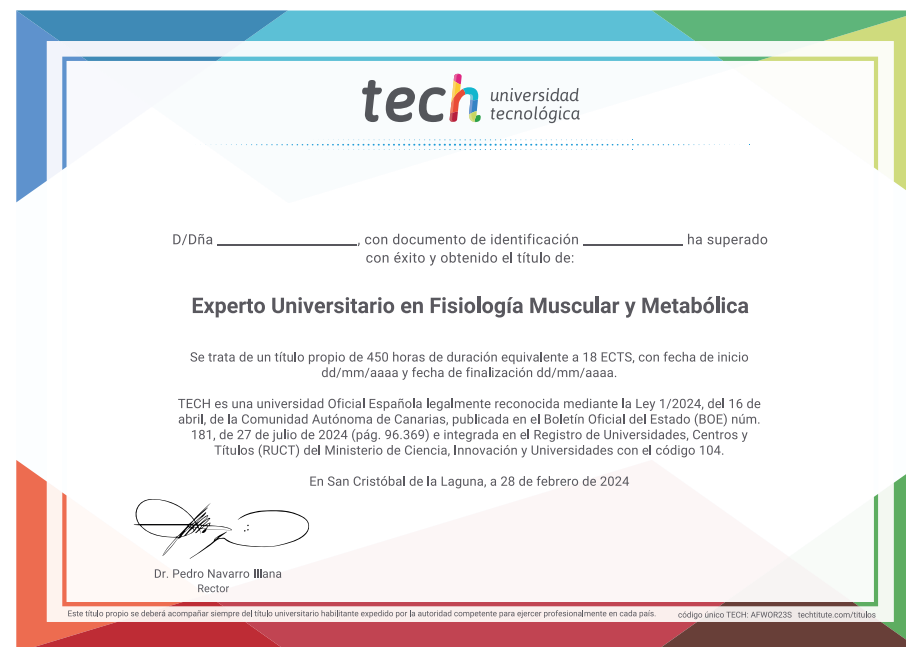 tech universidad
tecnológica
D/Dña ____________, con documento de identificación ____________ ha superado
con éxito y obtenido el título de:
Experto Universitario en Fisiología Muscular y Metabólica
Se trata de un título propio de 450 horas de duración equivalente a 18 ECTS, con fecha de inicio
dd/mm/aaaa y fecha de finalización dd/mm/aaaa.
TECH es una universidad Oficial Española legalmente reconocida mediante la Ley 1/2024, del 16 de
abril, de la Comunidad Autónoma de Canarias, publicada en el Boletín Oficial del Estado (BOE) núm.
181, de 27 de julio de 2024 (pág. 96.369) e integrada en el Registro de Universidades, Centros y
Títulos (RUCT) del Ministerio de Ciencia, Innovación y Universidades con el código 104.
En San Cristóbal de la Laguna, a 28 de febrero de 2024
Dr. Pedro Navarro Illana
Rector
Este título propio se deberá acompañar siempre del título universitario habilitante expedido por la autoridad competente para ejercer profesionalmente en cada país. código único TECH: AFWOR23S techtitute.com/titulos